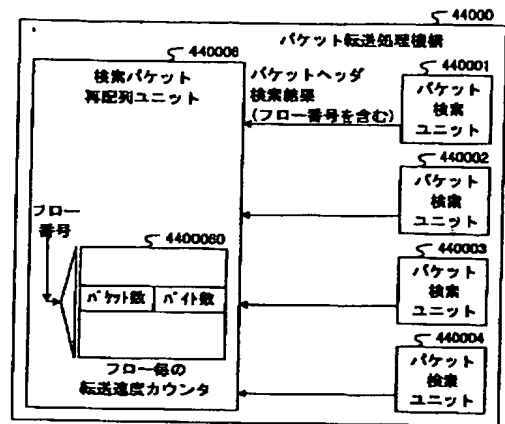 44000
パケット転送処理機構
440006
検索パケット
再配列ユニット
パケットヘッダ
検索結果
(フロー番号を含む)
440001
パケット
検索
ユニット
440002
パケット
検索
ユニット
フロー
番号
4400060
パケット数
バイト数
フロー毎の
転送速度カウンタ
440003
パケット
検索
ユニット
440004
パケット
検索
ユニット